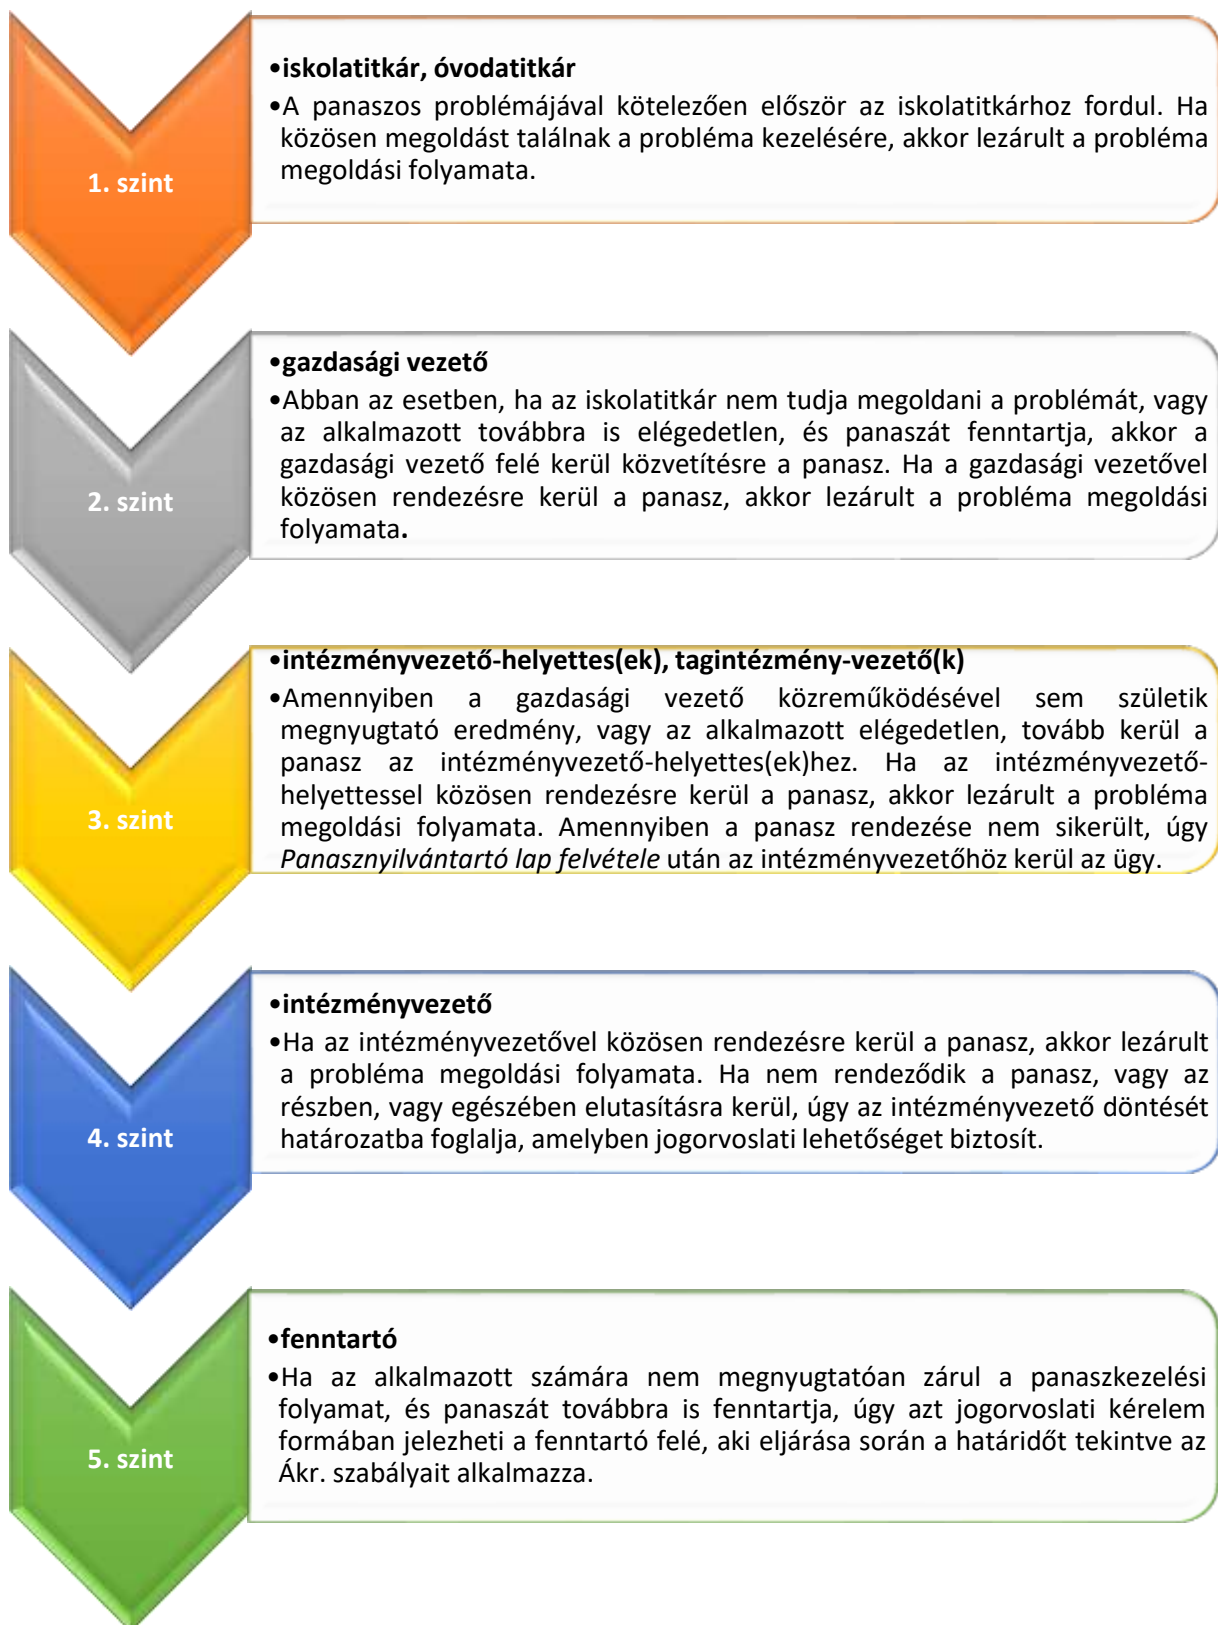 •iskolatitkár, óvodatitkár
•A panaszos problémájával kötelezően először az iskolatitkárhoz fordul. Ha
közösen megoldást találnak a probléma kezelésére, akkor lezárult a probléma
megoldási folyamata.
1. szint
•gazdasági vezető
•Abban az esetben, ha az iskolatitkár nem tudja megoldani a problémát, vagy
az alkalmazott továbbra is elégedetlen, és panaszát fenntartja, akkor a
gazdasági vezető felé kerül közvetítésre a panasz. Ha a gazdasági vezetővel
közösen rendezésre kerül a panasz, akkor lezárult a probléma megoldási
folyamata.
2. szint
•intézményvezető-helyettes(ek), tagintézmény-vezető(k)
•Amennyiben a gazdasági vezető közreműködésével sem születik
megnyugtató eredmény, vagy az alkalmazott elégedetlen, tovább kerül a
panasz az intézményvezető-helyettes(ek)hez. Ha az intézményvezető-
helyettessel közösen rendezésre kerül a panasz, akkor lezárult a probléma
megoldási folyamata. Amennyiben a panasz rendezése nem sikerült, úgy
Panasznyilvántartó lap felvétele után az intézményvezetőhöz kerül az ügy.
3. szint
•intézményvezető
•Ha az intézményvezetővel közösen rendezésre kerül a panasz, akkor lezárult
a probléma megoldási folyamata. Ha nem rendeződik a panasz, vagy az
részben, vagy egészében elutasításra kerül, úgy az intézményvezető döntését
határozatba foglalja, amelyben jogorvoslati lehetőséget biztosít.
4. szint
•fenntartó
•Ha az alkalmazott számára nem megnyugtatóan zárul a panaszkezelési
folyamat, és panaszát továbbra is fenntartja, úgy azt jogorvoslati kérelem
formában jelezheti a fenntartó felé, aki eljárása során a határidőt tekintve az
Ákr. szabályait alkalmazza.
5. szint